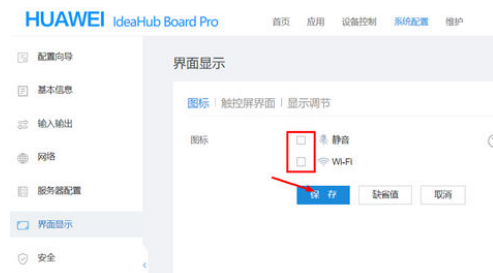 HUAWEI IdeaHub Board Pro 首页 应用 设备控制 系统配置 维护
配置向导
界面显示
基本信息
图标 | 触控屏界面 | 显示调节
输入输出
图标 静音
网络
Wi-Fi
服务器配置
保存 缺省值 取消
界面显示
安全